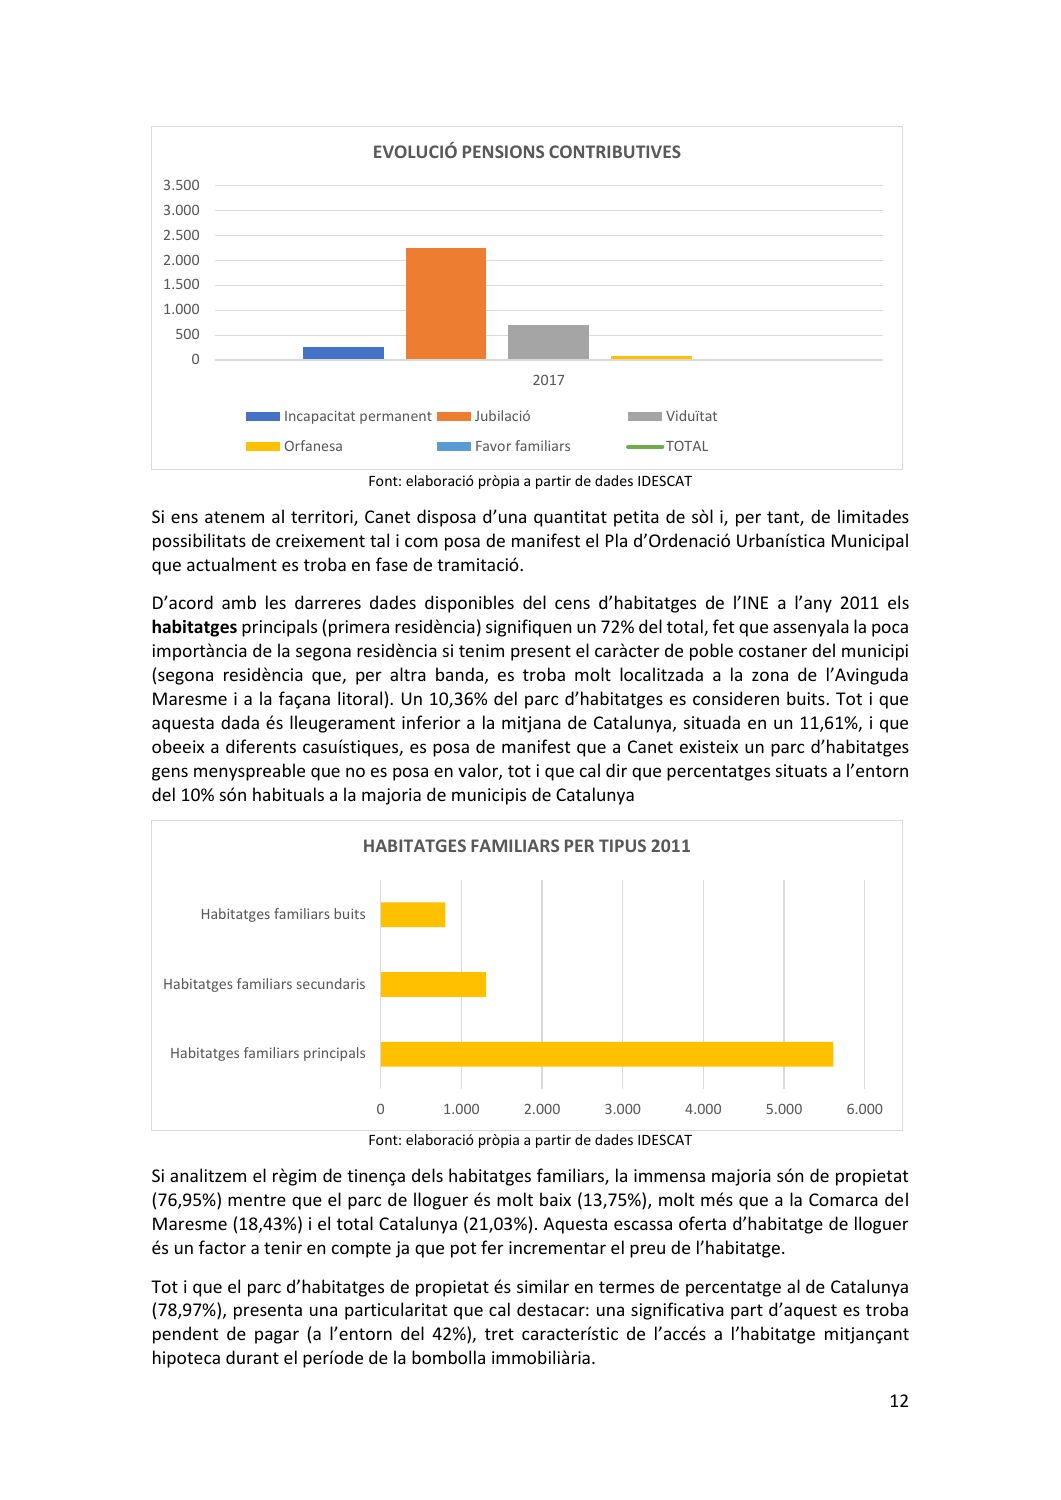 EVOLUCIÓ PENSIONS CONTRIBUTIVES
3.500
3.000
2.500
2.000
1.500
1.000
500
0
2017
Incapacitat permanent
Jubilació
Viduïtat
Orfanesa
Favor familiars
TOTAL
Font: elaboració pròpia a partir de dades IDESCAT
Si ens atenem al territori, Canet disposa d’una quantitat petita de sòl i, per tant, de limitades
possibilitats de creixement tal i com posa de manifest el Pla d’Ordenació Urbanística Municipal
que actualment es troba en fase de tramitació.
D’acord amb les darreres dades disponibles del cens d’habitatges de l’INE a l’any 2011 els
habitatges principals (primera residència) signifiquen un 72% del total, fet que assenyala la poca
importància de la segona residència si tenim present el caràcter de poble costaner del municipi
(segona residència que, per altra banda, es troba molt localitzada a la zona de l’Avinguda
Maresme i a la façana litoral). Un 10,36% del parc d’habitatges es consideren buits. Tot i que
aquesta dada és lleugerament inferior a la mitjana de Catalunya, situada en un 11,61%, i que
obeeix a diferents casuístiques, es posa de manifest que a Canet existeix un parc d’habitatges
gens menyspreable que no es posa en valor, tot i que cal dir que percentatges situats a l’entorn
del 10% són habituals a la majoria de municipis de Catalunya
HABITATGES FAMILIARS PER TIPUS 2011
Habitatges familiars buits
Habitatges familiars secundaris
Habitatges familiars principals
0 1.000 2.000 3.000 4.000 5.000 6.000
Font: elaboració pròpia a partir de dades IDESCAT
Si analitzem el règim de tinença dels habitatges familiars, la immensa majoria són de propietat
(76,95%) mentre que el parc de lloguer és molt baix (13,75%), molt més que a la Comarca del
Maresme (18,43%) i el total Catalunya (21,03%). Aquesta escassa oferta d’habitatge de lloguer
és un factor a tenir en compte ja que pot fer incrementar el preu de l’habitatge.
Tot i que el parc d’habitatges de propietat és similar en termes de percentatge al de Catalunya
(78,97%), presenta una particularitat que cal destacar: una significativa part d’aquest es troba
pendent de pagar (a l’entorn del 42%), tret característic de l’accés a l’habitatge mitjançant
hipoteca durant el període de la bombolla immobiliària.
12